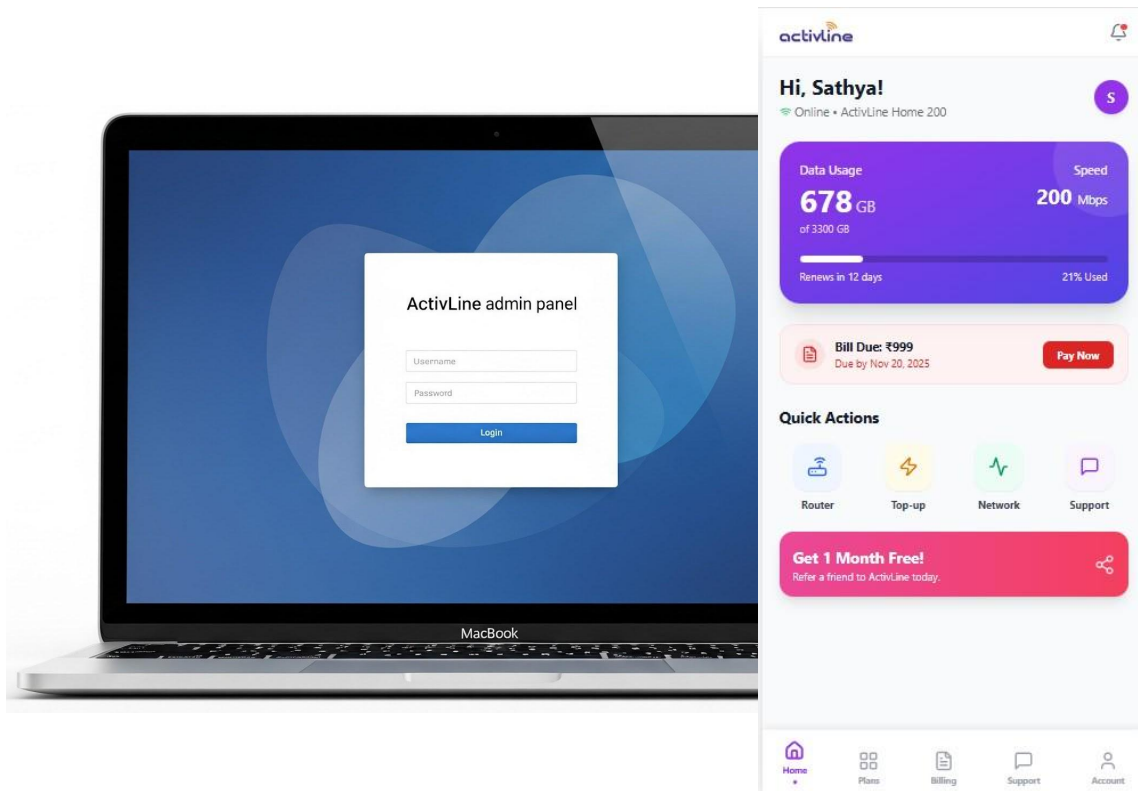 ActivLine admin panel
Username
Password
Login
MacBook
activline
Hi, Sathya!
Online • ActivLine Home 200
S
Data Usage
Speed
678 GB
200 Mbps
of 3300 GB
Renews in 12 days
21% Used
Bill Due: ₹999
Due by Nov 20, 2025
Pay Now
Quick Actions
Router
Top-up
Network
Support
Get 1 Month Free!
Refer a friend to ActivLine today.
Home
Plans
Billing
Support
Account